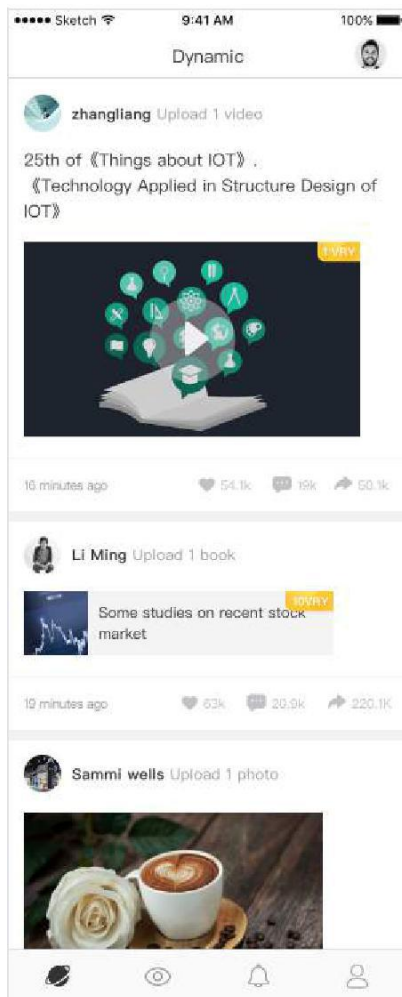 ●●●●● Sketch 9:41 AM 100%
Dynamic
zhangliang Upload 1 video
25th of 《Things about IOT》.
《Technology Applied in Structure Design of
IOT》
1 VRY
16 minutes ago 54.1k 19k 50.1k
Li Ming Upload 1 book
10VRY
Some studies on recent stock
market
19 minutes ago 63k 20.9k 220.1K
Sammi wells Upload 1 photo